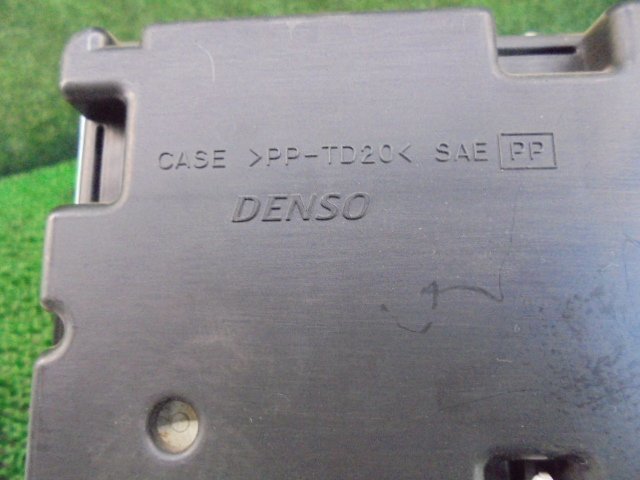 CASE >PP-TD20< SAE PP
DENSO